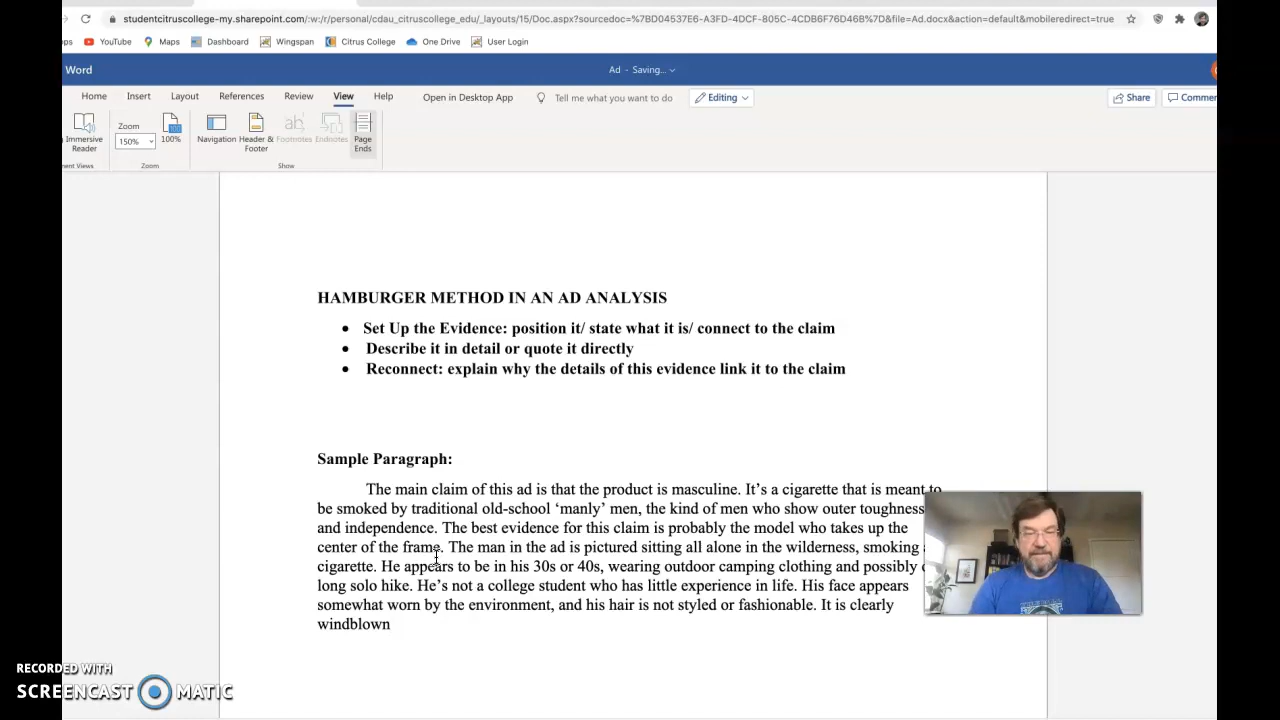 studentcitruscollege-my.sharepoint.com/:w:/r/personal/cdau_citruscollege_edu/_layouts/15/Doc.aspx?sourcedoc=%7BD04537E6-A3FD-4DCF-805C-4CDB6F76D46B%7D&file=Ad.docx&action=default&mobileredirect=true
YouTube Maps Dashboard Wingspan Citrus College One Drive User Login
Word Ad - Saving...
Home Insert Layout References Review View Help Open in Desktop App Tell me what you want to do Editing Share
Immersive Reader Zoom 150% 100% Navigation Header & Footer Footnotes Endnotes Page Ends
Zoom Show
HAMBURGER METHOD IN AN AD ANALYSIS
• Set Up the Evidence: position it/ state what it is/ connect to the claim
• Describe it in detail or quote it directly
• Reconnect: explain why the details of this evidence link it to the claim
Sample Paragraph:
The main claim of this ad is that the product is masculine. It’s a cigarette that is meant to
be smoked by traditional old-school ‘manly’ men, the kind of men who show outer toughness
and independence. The best evidence for this claim is probably the model who takes up the
center of the frame. The man in the ad is pictured sitting all alone in the wilderness, smoking
cigarette. He appears to be in his 30s or 40s, wearing outdoor camping clothing and possibly
long solo hike. He’s not a college student who has little experience in life. His face appears
somewhat worn by the environment, and his hair is not styled or fashionable. It is clearly
windblown
RECORDED WITH
SCREENCAST MATIC